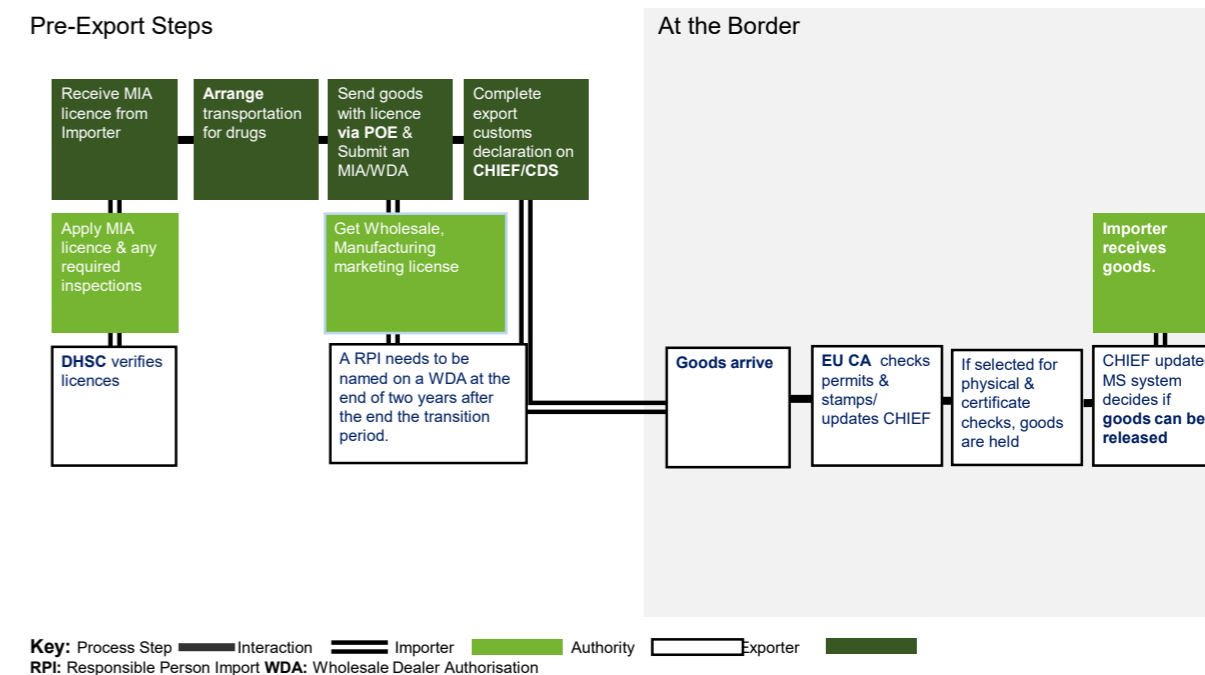 Pre-Export Steps
At the Border
Receive MIA
licence from
Importer
Arrange
transportation
for drugs
Send goods
with licence
via POE &
Submit an
MIA/WDA
Complete
export
customs
declaration on
CHIEF/CDS
Apply MIA
licence & any
required
inspections
Get Wholesale,
Manufacturing
marketing license
Importer
receives
goods.
DHSC verifies
licences
A RPI needs to be
named on a WDA at the
end of two years after
the end the transition
period.
Goods arrive
EU CA checks
permits &
stamps/
updates CHIEF
If selected for
physical &
certificate
checks, goods
are held
CHIEF updated
MS system
decides if
goods can be
released
Key: Process Step Interaction Importer Authority Exporter
RPI: Responsible Person Import WDA: Wholesale Dealer Authorisation